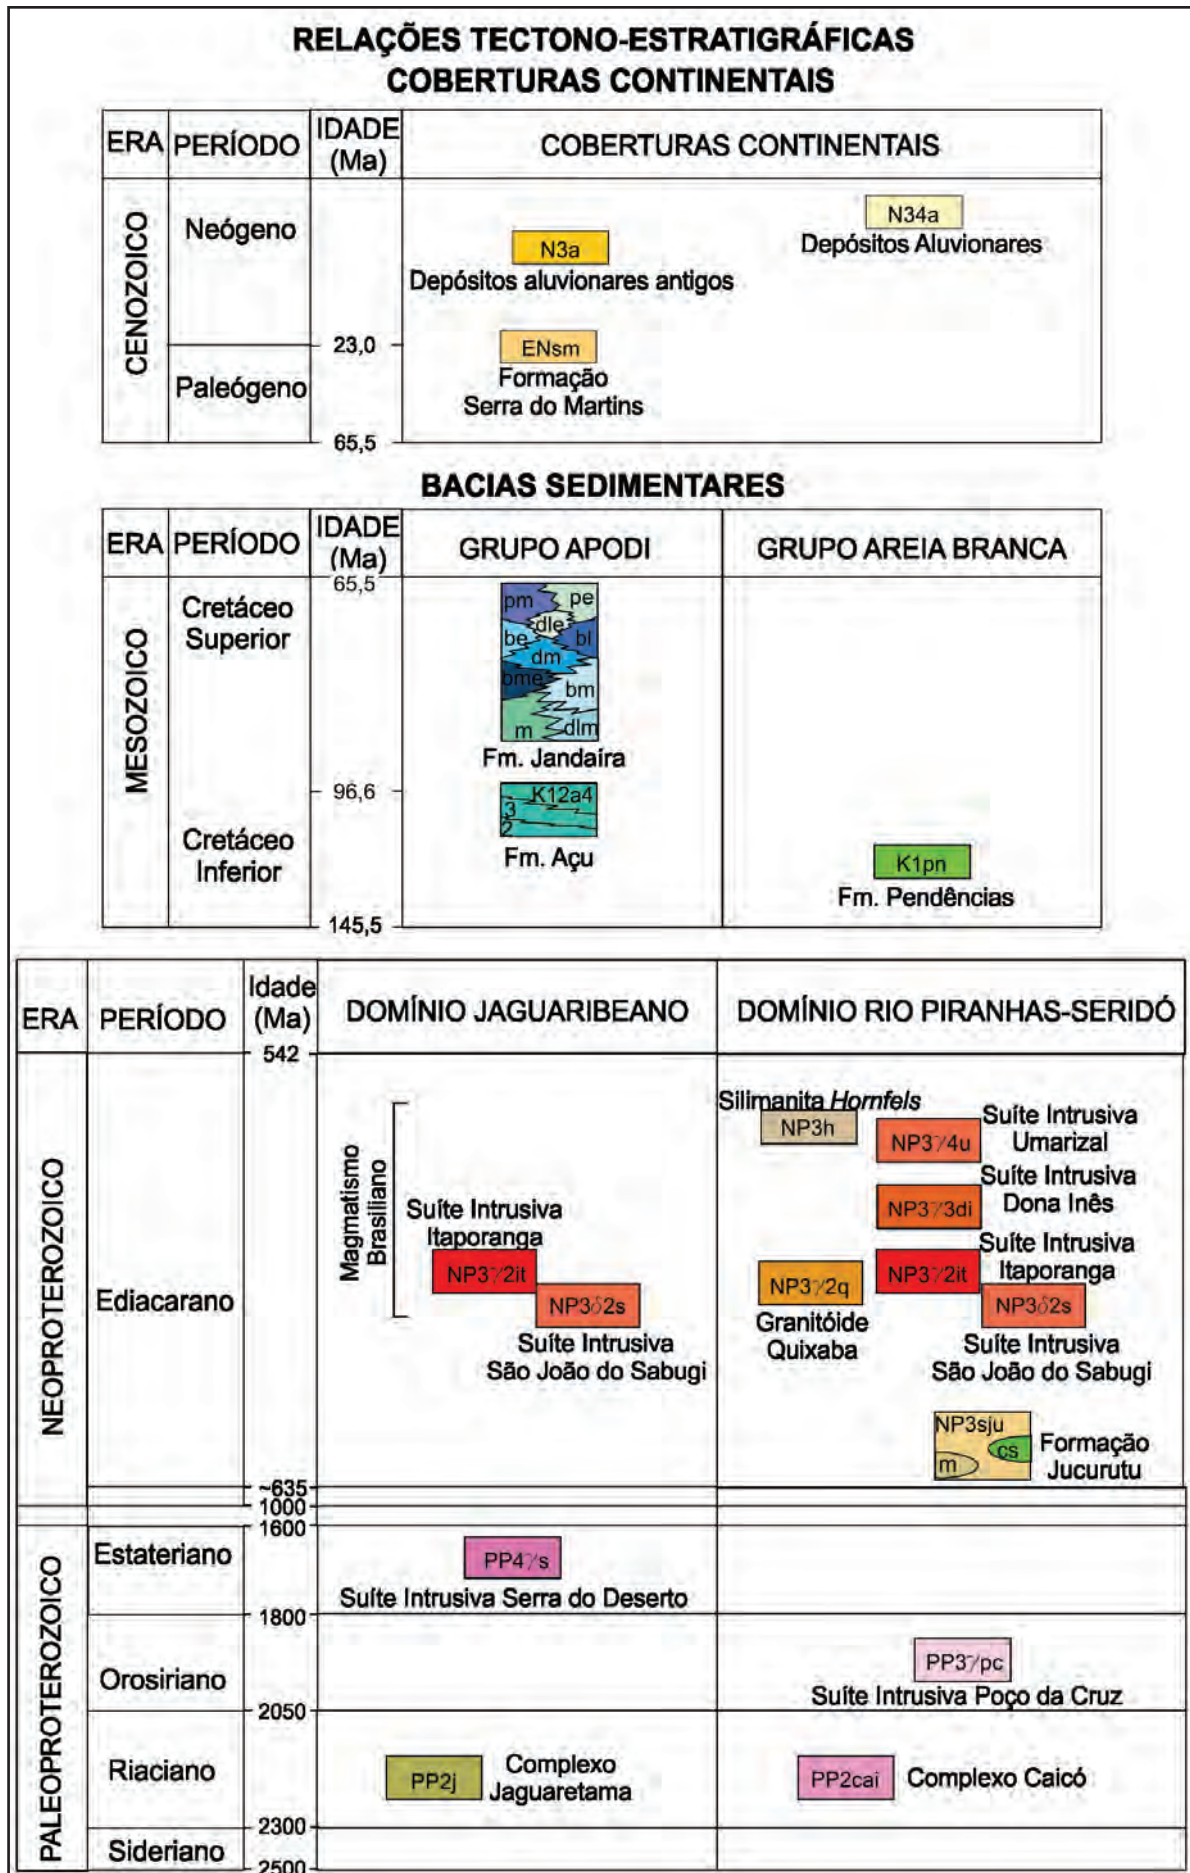 RELAÇÕES TECTONO-ESTRATIGRÁFICAS
COBERTURAS CONTINENTAIS
ERA
PERÍODO
IDADE
(Ma)
COBERTURAS CONTINENTAIS
CENOZOICO
Neógeno
N3a
Depósitos aluvionares antigos
N34a
Depósitos Aluvionares
23,0
Paleógeno
ENsm
Formação
Serra do Martins
65,5
BACIAS SEDIMENTARES
ERA
PERÍODO
IDADE
(Ma)
GRUPO APODI
GRUPO AREIA BRANCA
MESOZOICO
65,5
Cretáceo
Superior
pm
pe
dle
be
bl
dm
bme
bm
m
dlm
Fm. Jandaíra
96,6
K12a4
3
2
Fm. Açu
Cretáceo
Inferior
K1pn
Fm. Pendências
145,5
ERA
PERÍODO
Idade
(Ma)
DOMÍNIO JAGUARIBEANO
DOMÍNIO RIO PIRANHAS-SERIDÓ
NEOPROTEROZOICO
542
Ediacarano
Magmatismo
Brasiliano
Suíte Intrusiva
Itaporanga
NP3γ2it
NP3δ2s
Suíte Intrusiva
São João do Sabugi
Silimanita Hornfels
NP3h
NP3γ4u
Suíte Intrusiva
Umarizal
NP3γ3di
Suíte Intrusiva
Dona Inês
NP3γ2q
Granitóide
Quixaba
NP3γ2it
Suíte Intrusiva
Itaporanga
NP3δ2s
Suíte Intrusiva
São João do Sabugi
NP3sju
cs
m
Formação
Jucurutu
~635
1000
PALEOPROTEROZOICO
1600
Estateriano
PP4γs
Suíte Intrusiva Serra do Deserto
1800
Orosiriano
PP3γpc
Suíte Intrusiva Poço da Cruz
2050
Riaciano
PP2j
Complexo
Jaguaretama
PP2cai
Complexo Caicó
2300
Sideriano
2500